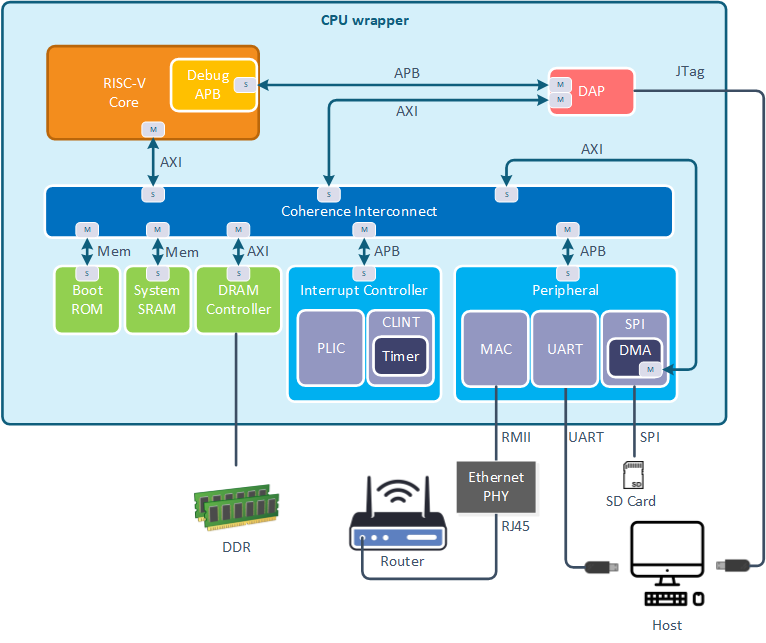 CPU wrapper
RISC-V
Core
Debug
APB
S
M
APB
AXI
M
M
DAP
JTag
AXI
AXI
S
S
S
Coherence Interconnect
M
M
M
M
M
Mem
Mem
AXI
APB
APB
S
S
S
S
S
Boot
ROM
System
SRAM
DRAM
Controller
Interrupt Controller
PLIC
CLINT
Timer
Peripheral
MAC
UART
SPI
DMA
M
RMII
UART
SPI
Ethernet
PHY
RJ45
SD
SD Card
DDR
Router
Host